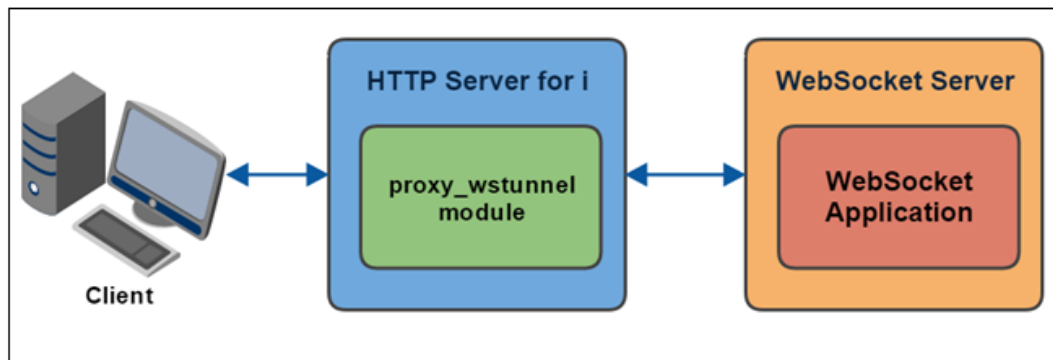 HTTP Server for i
WebSocket Server
proxy_wstunnel
module
WebSocket
Application
Client